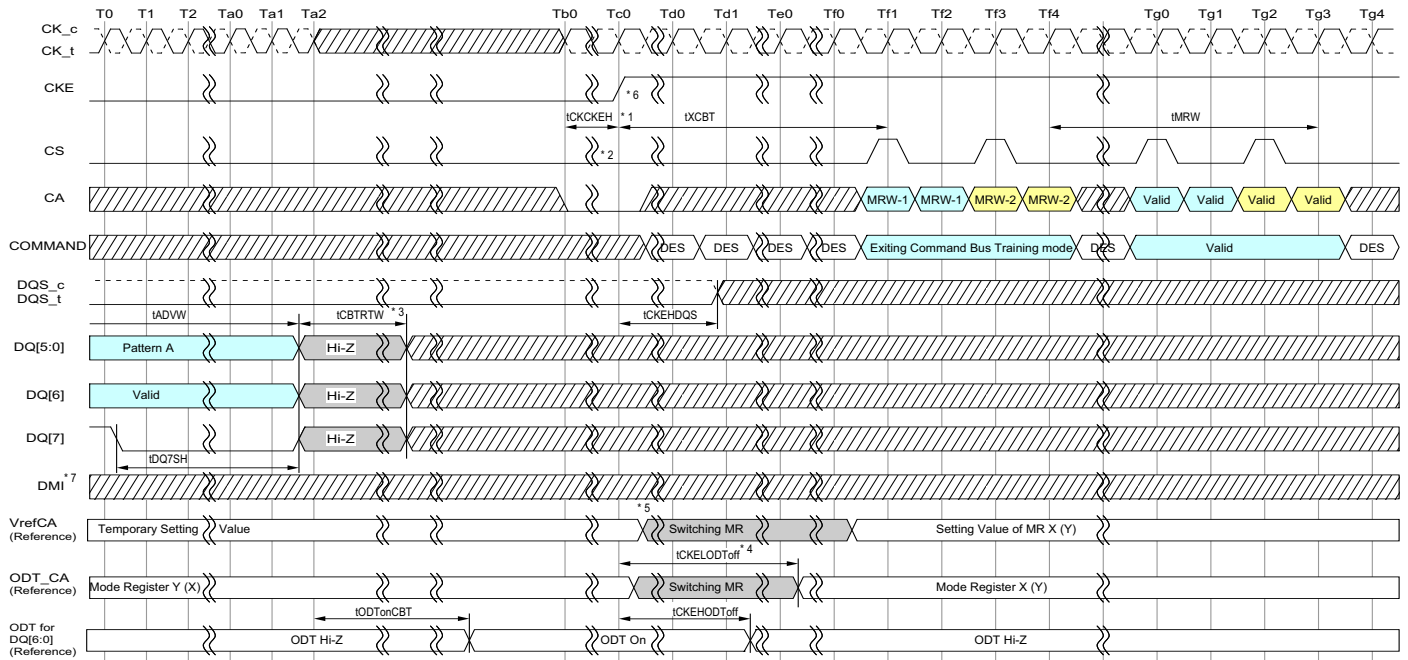 T0 T1 T2 Ta0 Ta1 Ta2 Tb0 Tc0 Td0 Td1 Te0 Tf0 Tf1 Tf2 Tf3 Tf4 Tg0 Tg1 Tg2 Tg3 Tg4
CK_c
CK_t
CKE
* 6
tCKCKEH * 1 tXCBT tMRW
CS
* 2
CA MRW-1 MRW-1 MRW-2 MRW-2 Valid Valid Valid Valid
COMMAND DES DES DES DES Exiting Command Bus Training mode DES Valid DES
DQS_c
DQS_t
tADVW tCBTRTW * 3 tCKEHDQS
DQ[5:0] Pattern A Hi-Z
DQ[6] Valid Hi-Z
DQ[7] Hi-Z
tDQ7SH
DMI * 7
* 5
VrefCA
(Reference)
Temporary Setting Value Switching MR Setting Value of MR X (Y)
tCKELODToff * 4
ODT_CA
(Reference)
Mode Register Y (X) Switching MR Mode Register X (Y)
tODTonCBT tCKEHODToff
ODT for
DQ[6:0]
(Reference)
ODT Hi-Z ODT On ODT Hi-Z